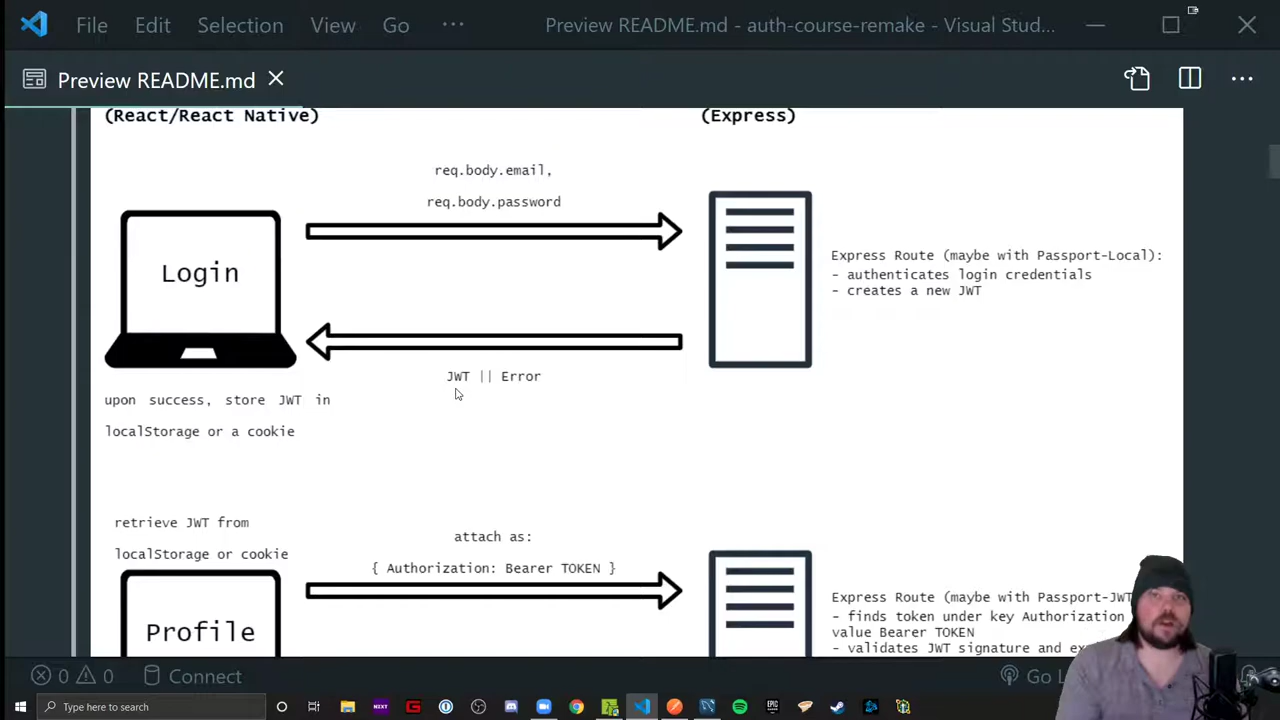 File Edit Selection View Go ··· Preview README.md - auth-course-remake - Visual Stud...
Preview README.md
(React/React Native) (Express)
req.body.email,
req.body.password
Login
Express Route (maybe with Passport-Local):
- authenticates login credentials
- creates a new JWT
JWT || Error
upon success, store JWT in
localStorage or a cookie
retrieve JWT from
localStorage or cookie
attach as:
{ Authorization: Bearer TOKEN }
Profile
Express Route (maybe with Passport-JWT
- finds token under key Authorization
value Bearer TOKEN
- validates JWT signature and
0 0 Connect Go
Type here to search
NEXT